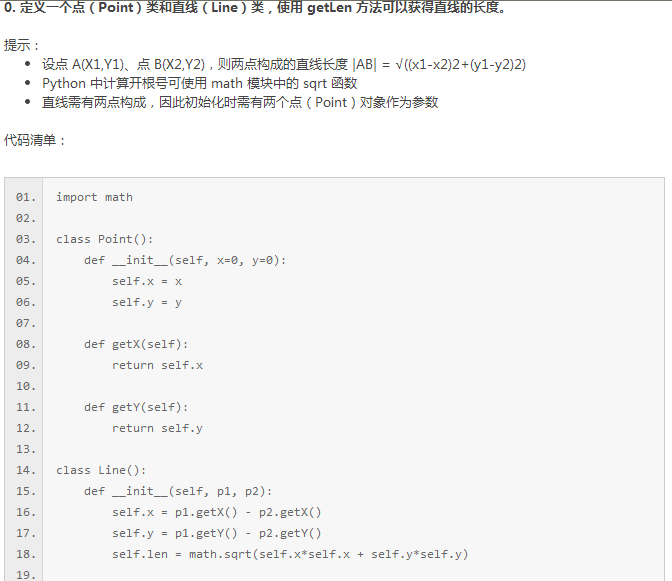 0. 定义一个点（Point）类和直线（Line）类，使用 getLen 方法可以获得直线的长度。
提示：
• 设点 A(X1,Y1)、点 B(X2,Y2)，则两点构成的直线长度 |AB| = √((x1-x2)2+(y1-y2)2)
• Python 中计算开根号可使用 math 模块中的 sqrt 函数
• 直线需有两点构成，因此初始化时需有两个点（Point）对象作为参数
代码清单：
01. import math
02.
03. class Point():
04.     def __init__(self, x=0, y=0):
05.         self.x = x
06.         self.y = y
07.
08.     def getX(self):
09.         return self.x
10.
11.     def getY(self):
12.         return self.y
13.
14. class Line():
15.     def __init__(self, p1, p2):
16.         self.x = p1.getX() - p2.getX()
17.         self.y = p1.getY() - p2.getY()
18.         self.len = math.sqrt(self.x*self.x + self.y*self.y)
19.